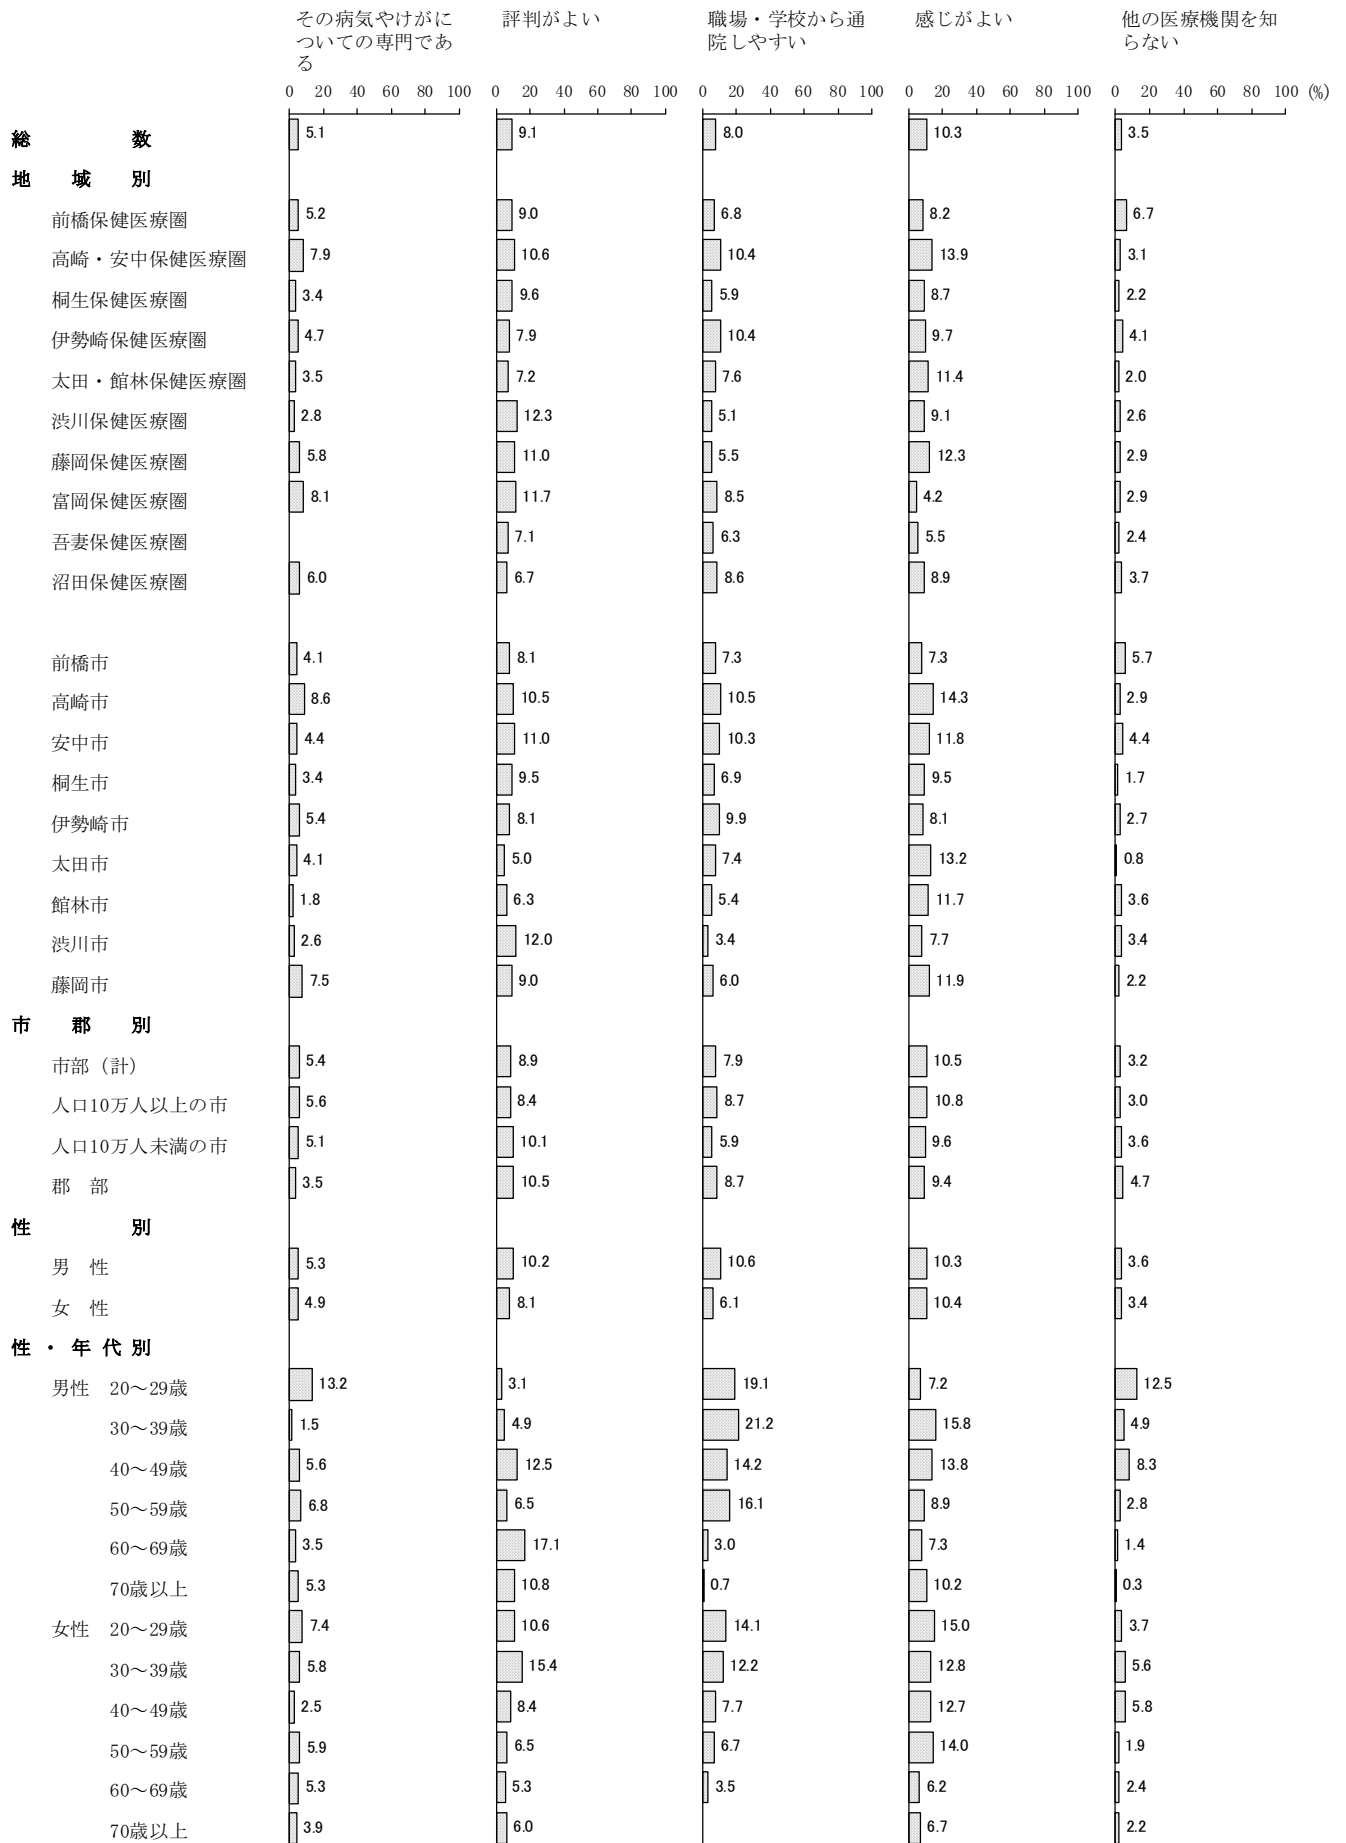 その病気やけがに
ついての専門であ
る
評判がよい
職場・学校から通
院しやすい
感じがよい
他の医療機関を知
らない
0 20 40 60 80 100 0 20 40 60 80 100 0 20 40 60 80 100 0 20 40 60 80 100 0 20 40 60 80 100 (%)
総　数 5.1 9.1 8.0 10.3 3.5
地　域　別
前橋保健医療圏 5.2 9.0 6.8 8.2 6.7
高崎・安中保健医療圏 7.9 10.6 10.4 13.9 3.1
桐生保健医療圏 3.4 9.6 5.9 8.7 2.2
伊勢崎保健医療圏 4.7 7.9 10.4 9.7 4.1
太田・館林保健医療圏 3.5 7.2 7.6 11.4 2.0
渋川保健医療圏 2.8 12.3 5.1 9.1 2.6
藤岡保健医療圏 5.8 11.0 5.5 12.3 2.9
富岡保健医療圏 8.1 11.7 8.5 4.2 2.9
吾妻保健医療圏 7.1 6.3 5.5 2.4
沼田保健医療圏 6.0 6.7 8.6 8.9 3.7
前橋市 4.1 8.1 7.3 7.3 5.7
高崎市 8.6 10.5 10.5 14.3 2.9
安中市 4.4 11.0 10.3 11.8 4.4
桐生市 3.4 9.5 6.9 9.5 1.7
伊勢崎市 5.4 8.1 9.9 8.1 2.7
太田市 4.1 5.0 7.4 13.2 0.8
館林市 1.8 6.3 5.4 11.7 3.6
渋川市 2.6 12.0 3.4 7.7 3.4
藤岡市 7.5 9.0 6.0 11.9 2.2
市　郡　別
市部（計） 5.4 8.9 7.9 10.5 3.2
人口10万人以上の市 5.6 8.4 8.7 10.8 3.0
人口10万人未満の市 5.1 10.1 5.9 9.6 3.6
郡　部 3.5 10.5 8.7 9.4 4.7
性　別
男　性 5.3 10.2 10.6 10.3 3.6
女　性 4.9 8.1 6.1 10.4 3.4
性・年代別
男性　20～29歳 13.2 3.1 19.1 7.2 12.5
30～39歳 1.5 4.9 21.2 15.8 4.9
40～49歳 5.6 12.5 14.2 13.8 8.3
50～59歳 6.8 6.5 16.1 8.9 2.8
60～69歳 3.5 17.1 3.0 7.3 1.4
70歳以上 5.3 10.8 0.7 10.2 0.3
女性　20～29歳 7.4 10.6 14.1 15.0 3.7
30～39歳 5.8 15.4 12.2 12.8 5.6
40～49歳 2.5 8.4 7.7 12.7 5.8
50～59歳 5.9 6.5 6.7 14.0 1.9
60～69歳 5.3 5.3 3.5 6.2 2.4
70歳以上 3.9 6.0 6.7 2.2